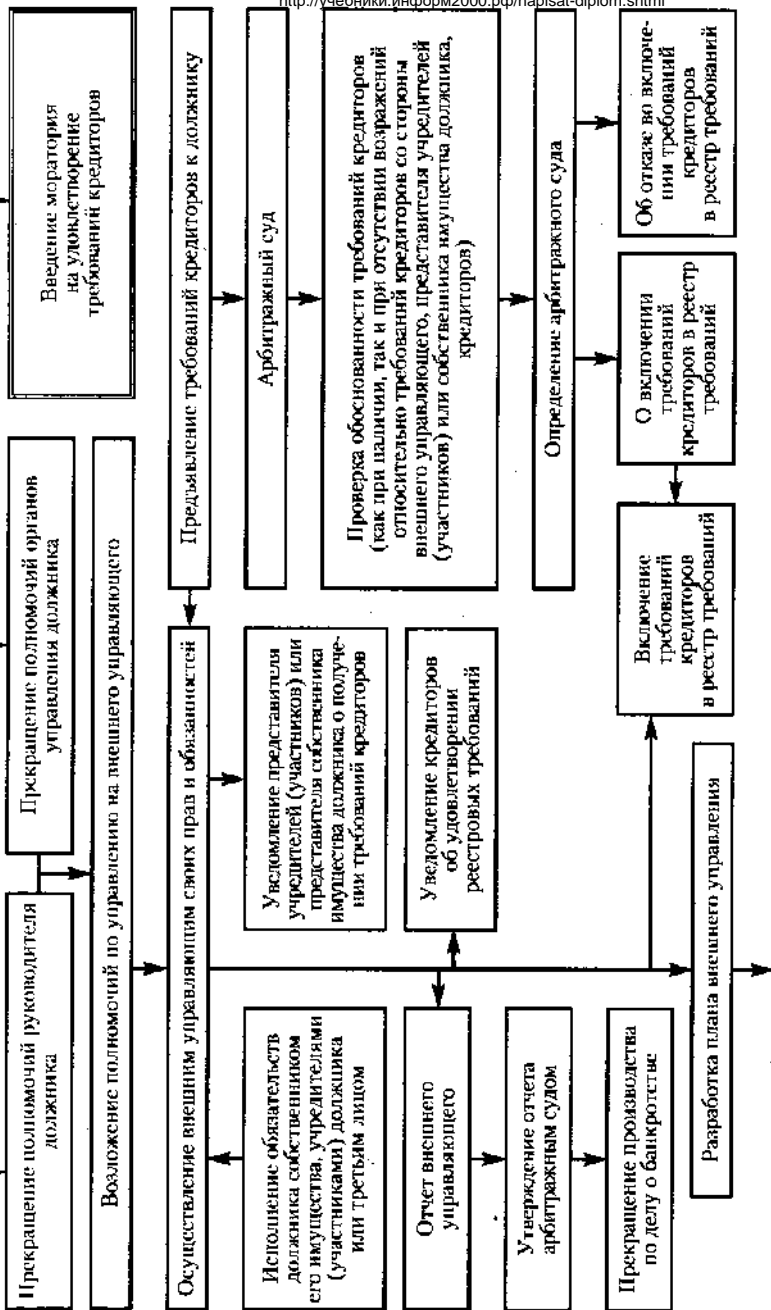 http://учебники.информ2000.рф/napisat-diplom.shtml
Прекращение полномочий руководителя
должника
Прекращение полномочий органов
управления должника
Введение моратория
на удовлетворение
требований кредиторов
Возложение полномочий по управлению на внешнего управляющего
Осуществление внешним управляющим своих прав и обязанностей
Предъявление требований кредиторов к должнику
Исполнение обязательств
должника собственником
его имущества, учредителями
(участниками) должника
или третьим лицом
Уведомление представителя
учредителей (участников) или
представителя собственника
имущества должника о получе-
нии требований кредиторов
Арбитражный суд
Проверка обоснованности требований кредиторов
(как при наличии, так и при отсутствии возражений
относительно требований кредиторов со стороны
внешнего управляющего, представителя учредителей
(участников) или собственника имущества должника,
кредиторов)
Отчет внешнего
управляющего
Уведомление кредиторов
об удовлетворении
реестровых требований
Утверждение отчета
арбитражным судом
Определение арбитражного суда
Прекращение производства
по делу о банкротстве
Включение
требований
кредиторов
в реестр требований
О включении
требований
кредиторов в реестр
требований
Об отказе во включе-
нии требований
кредиторов
в реестр требований
Разработка плана внешнего управления